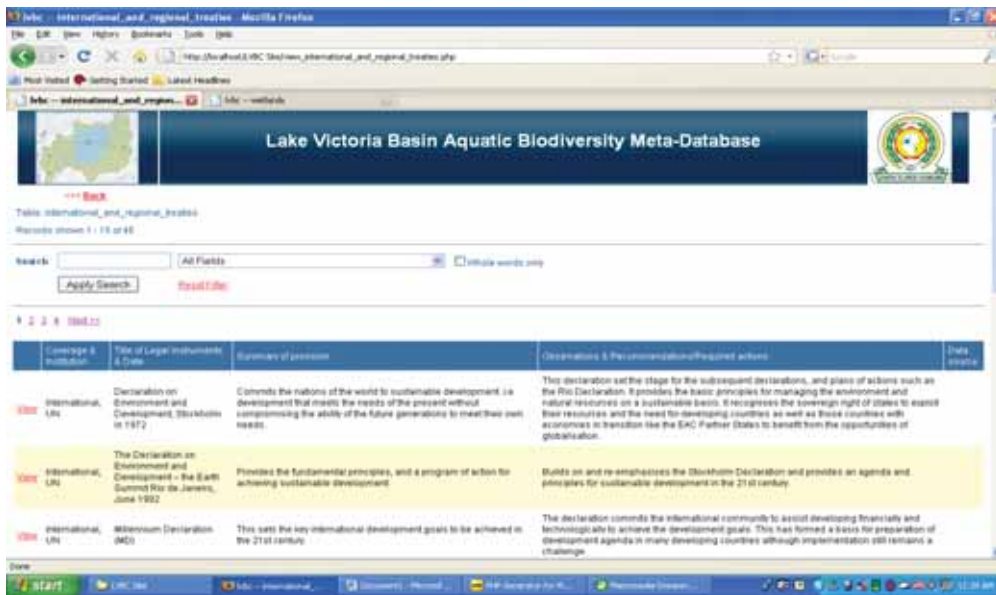 lvbc -- international_and_regional_treaties - Mozilla Firefox
File Edit View History Bookmarks Tools Help
Most Visited Getting Started Latest Headlines
lvbc -- international_and_region... lvbc -- wetlands
Lake Victoria Basin Aquatic Biodiversity Meta-Database
<<< Back
Table: international_and_regional_treaties
Records shown 1 - 15 of
Search All Fields Whole words only
Apply Search Reset Filter
1 2 3 4 Next >>
Coverage & Institution Title of Legal Instruments & Date Summary of provision Observations & Recommendations/Required actions Data source
Declaration on
Environment and
Development, Stockholm
in 1972
View International, UN
Commits the nations of the world to sustainable development. i.e
development that meets the needs of the present without
compromising the ability of the future generations to meet their own
needs.
This declaration set the stage for the subsequent declarations, and plans of actions such as
the Rio Declaration. It provides the basic principles for managing the environment and
natural resources on a sustainable basis. It recognises the sovereign right of states to exploit
their resources and the need for developing countries as well as those countries with
economies in transition like the EAC Partner States to benefit from the opportunities of
globalisation.
The Declaration on
Environment and
Development – the Earth
Summit Rio de Janeiro,
June 1992
View International, UN
Provides the fundamental principles, and a program of action for
achieving sustainable development
Builds on and re-emphasizes the Stockholm Declaration and provides an agenda and
principles for sustainable development in the 21st century.
View International, UN
Millennium Declaration
(MD)
This sets the key international development goals to be achieved in
the 21st century.
The declaration commits the international community to assist developing financially and
technologically to achieve the development goals. This has formed a basis for preparation of
development agenda in many developing countries although implementation still remains a
challenge.
Done
start